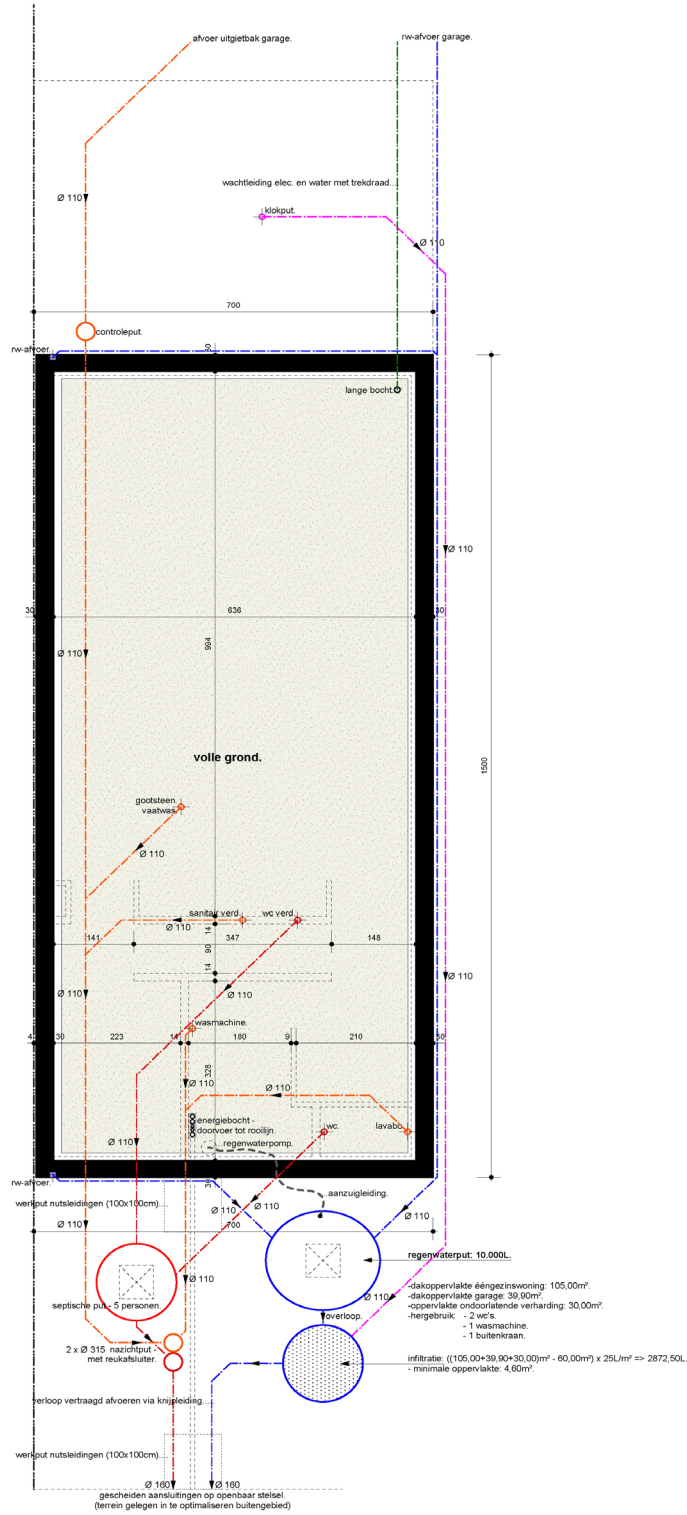 afvoer uitgietbak garage.
rw-afvoer garage.
wachtleiding elec. en water met trekdraad...
Ø 110
klokput.
Ø 110
700
controleput.
rw-afvoer.
30
lange bocht.
Ø 110
30
636
30
994
Ø 110
volle grond.
1500
gootsteen.
vaatwas.
Ø 110
sanitair verd.
wc verd.
Ø 110
14
141
347
148
90
14
Ø 110
Ø 110
Ø 110
wasmachine.
4
30
223
14
180
9
210
30
328
Ø 110
Ø 110
energiebocht -
doorvoer tot rooilijn.
wc.
lavabo.
Ø 110
regenwaterpomp.
rw-afvoer.
30
...aanzuigleiding.
werkput nutsleidingen (100x100cm)....
Ø 110
Ø 110
Ø 110
Ø 110
700
regenwaterput: 10.000L.
Ø 110
-dakoppervlakte ééngezinswoning: 105,00m².
-dakoppervlakte garage: 39,90m².
-oppervlakte ondoorlatende verharding: 30,00m².
-hergebruik: - 2 wc's.
- 1 wasmachine.
- 1 buitenkraan.
Ø 110
septische put - 5 personen.
overloop.
2 x Ø 315 nazichtput -
met reukafsluiter.
infiltratie: ((105,00+39,90+30,00)m² - 60,00m²) x 25L/m² => 2872,50L.
- minimale oppervlakte: 4,60m².
verloop vertraagd afvoeren via knijpleiding....
werkput nutsleidingen (100x100cm)....
Ø 160
Ø 160
gescheiden aansluitingen op openbaar stelsel.
(terrein gelegen in te optimaliseren buitengebied)